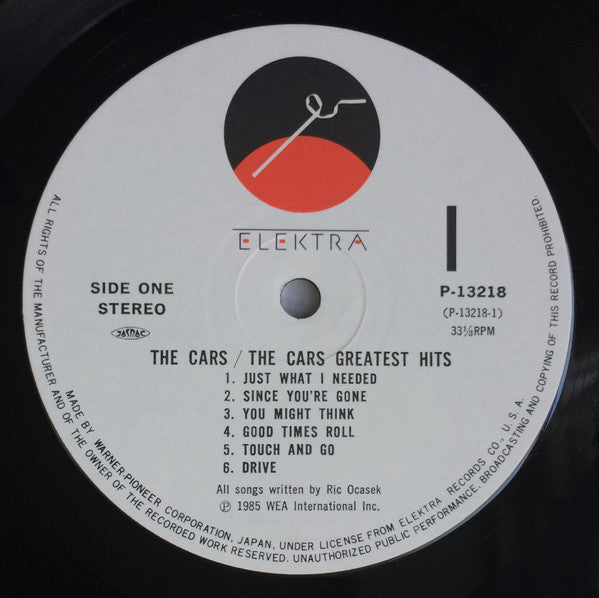 ELEKTRA
SIDE ONE
STEREO
JASRAC
I
P-13218
(P-13218-1)
33⅓RPM
THE CARS / THE CARS GREATEST HITS
1. JUST WHAT I NEEDED
2. SINCE YOU'RE GONE
3. YOU MIGHT THINK
4. GOOD TIMES ROLL
5. TOUCH AND GO
6. DRIVE
All songs written by Ric Ocasek
Ⓟ 1985 WEA International Inc.
ALL RIGHTS OF THE MANUFACTURER AND OF THE OWNER OF THE RECORDED WORK RESERVED. UNAUTHORIZED PUBLIC PERFORMANCE, BROADCASTING AND COPYING OF THIS RECORD PROHIBITED.
MADE BY WARNER-PIONEER CORPORATION, JAPAN, UNDER LICENSE FROM ELEKTRA RECORDS CO., U.S.A.